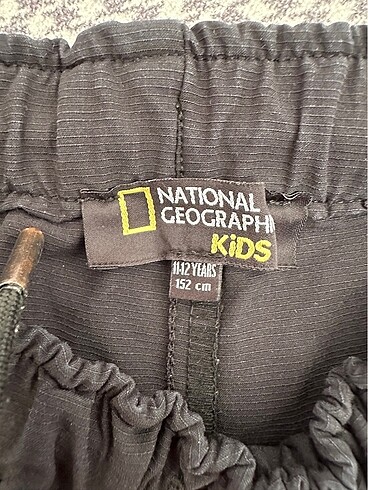 NATIONAL
GEOGRAPHI
KiDS
11-12 YEARS
152 cm